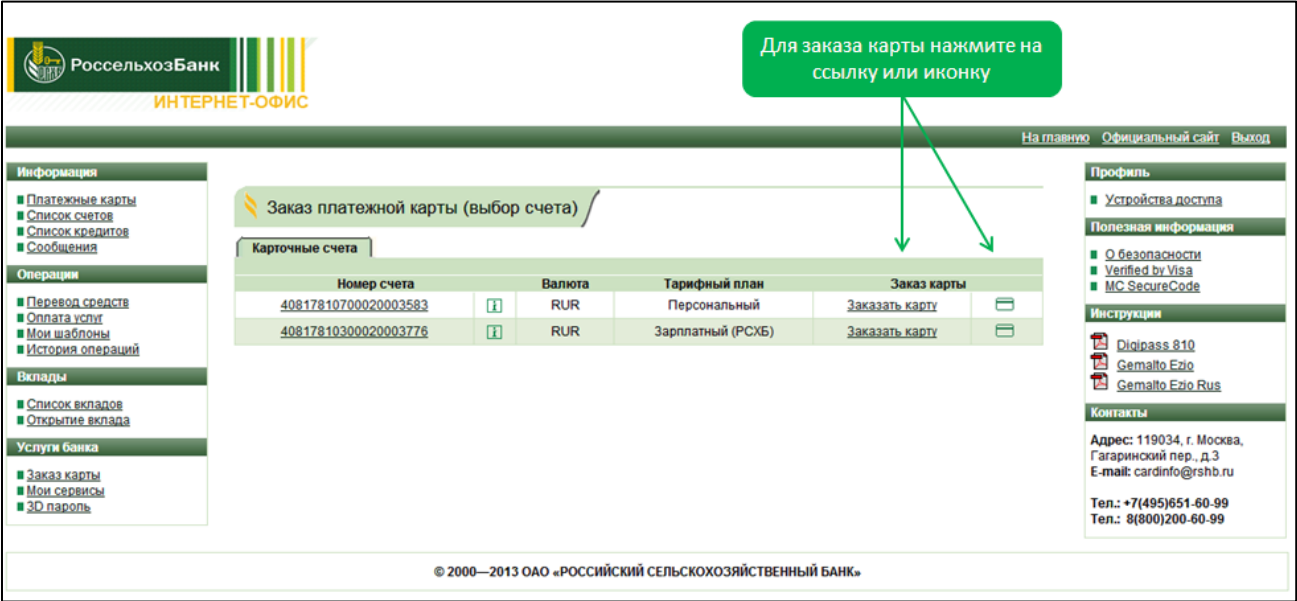 Для заказа карты нажмите на
ссылку или иконку
РоссельхозБанк
ИНТЕРНЕТ-ОФИС
На главную Официальный сайт Выход
Информация
Платежные карты
Список счетов
Список кредитов
Сообщения
Операции
Перевод средств
Оплата услуг
Мои шаблоны
История операций
Вклады
Список вкладов
Открытие вклада
Услуги банка
Заказ карты
Мои сервисы
3D пароль
Заказ платежной карты (выбор счета)
Карточные счета
Номер счета Валюта Тарифный план Заказ карты
40817810700020003583 RUR Персональный Заказать карту
40817810300020003776 RUR Зарплатный (РСХБ) Заказать карту
Профиль
Устройства доступа
Полезная информация
О безопасности
Verified by Visa
MC SecureCode
Инструкции
Digipass 810
Gemalto Ezio
Gemalto Ezio Rus
Контакты
Адрес: 119034, г. Москва,
Гагаринский пер., д.3
E-mail: cardinfo@rshb.ru
Тел.: +7(495)651-60-99
Тел.: 8(800)200-60-99
© 2000—2013 ОАО «РОССИЙСКИЙ СЕЛЬСКОХОЗЯЙСТВЕННЫЙ БАНК»